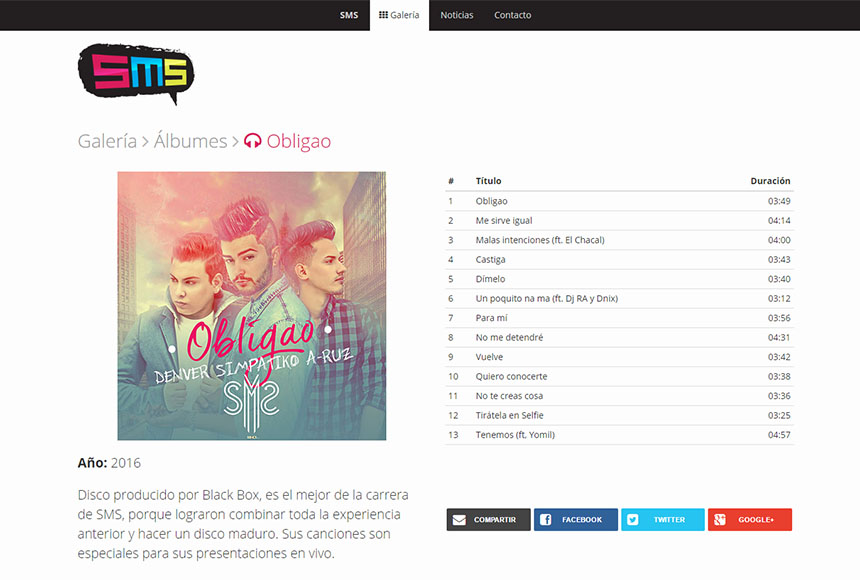 SMS Galería Noticias Contacto
SMS
Galería > Álbumes > Obligao
Obligao
DENVER SIMPATIKO A-RUZ
SMS
Año: 2016
Disco producido por Black Box, es el mejor de la carrera
de SMS, porque lograron combinar toda la experiencia
anterior y hacer un disco maduro. Sus canciones son
especiales para sus presentaciones en vivo.
# Título Duración
1 Obligao 03:49
2 Me sirve igual 04:14
3 Malas intenciones (ft. El Chacal) 04:00
4 Castiga 03:43
5 Dímelo 03:40
6 Un poquito na ma (ft. Dj RA y Dnix) 03:12
7 Para mí 03:56
8 No me detendré 04:31
9 Vuelve 03:42
10 Quiero conocerte 03:38
11 No te creas cosa 03:36
12 Tirátela en Selfie 03:25
13 Tenemos (ft. Yomil) 04:57
COMPARTIR FACEBOOK TWITTER GOOGLE+